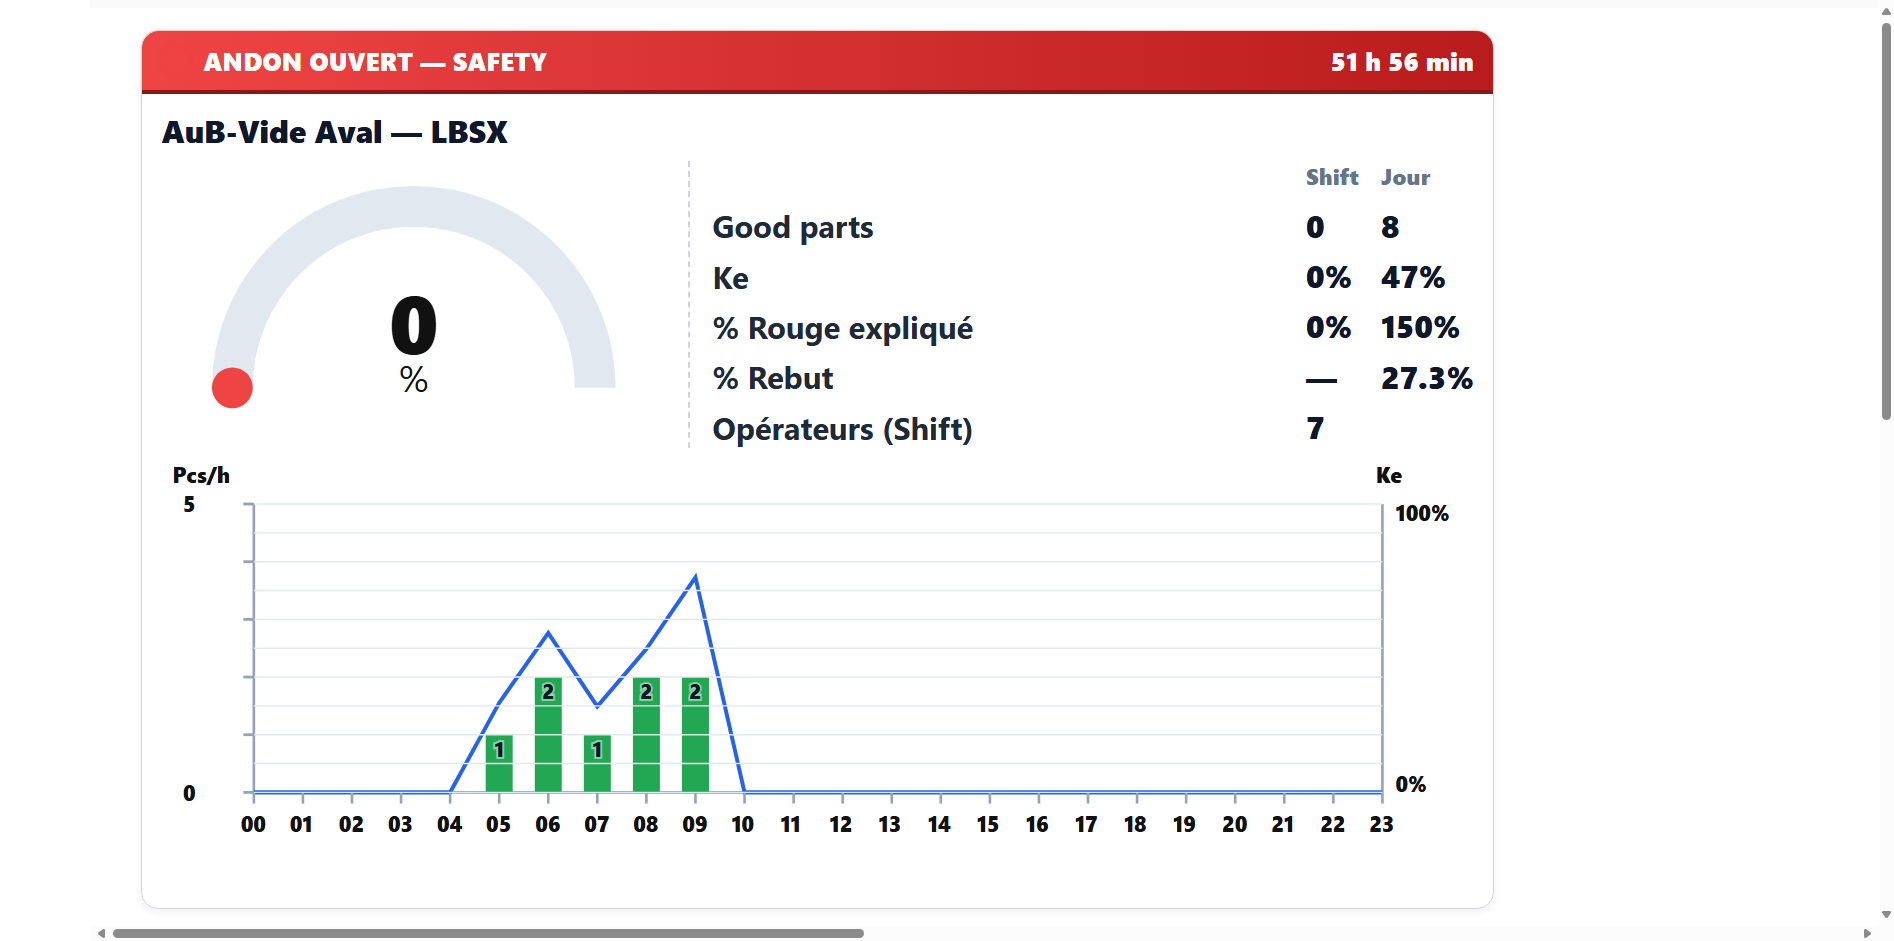 ANDON OUVERT — SAFETY 51 h 56 min
AuB-Vide Aval — LBSX
Shift Jour
Good parts 0 8
Ke 0% 47%
% Rouge expliqué 0% 150%
% Rebut — 27.3%
Opérateurs (Shift) 7
0
%
Pcs/h Ke
5 100%
2 2 2
1 1
0 0%
00 01 02 03 04 05 06 07 08 09 10 11 12 13 14 15 16 17 18 19 20 21 22 23